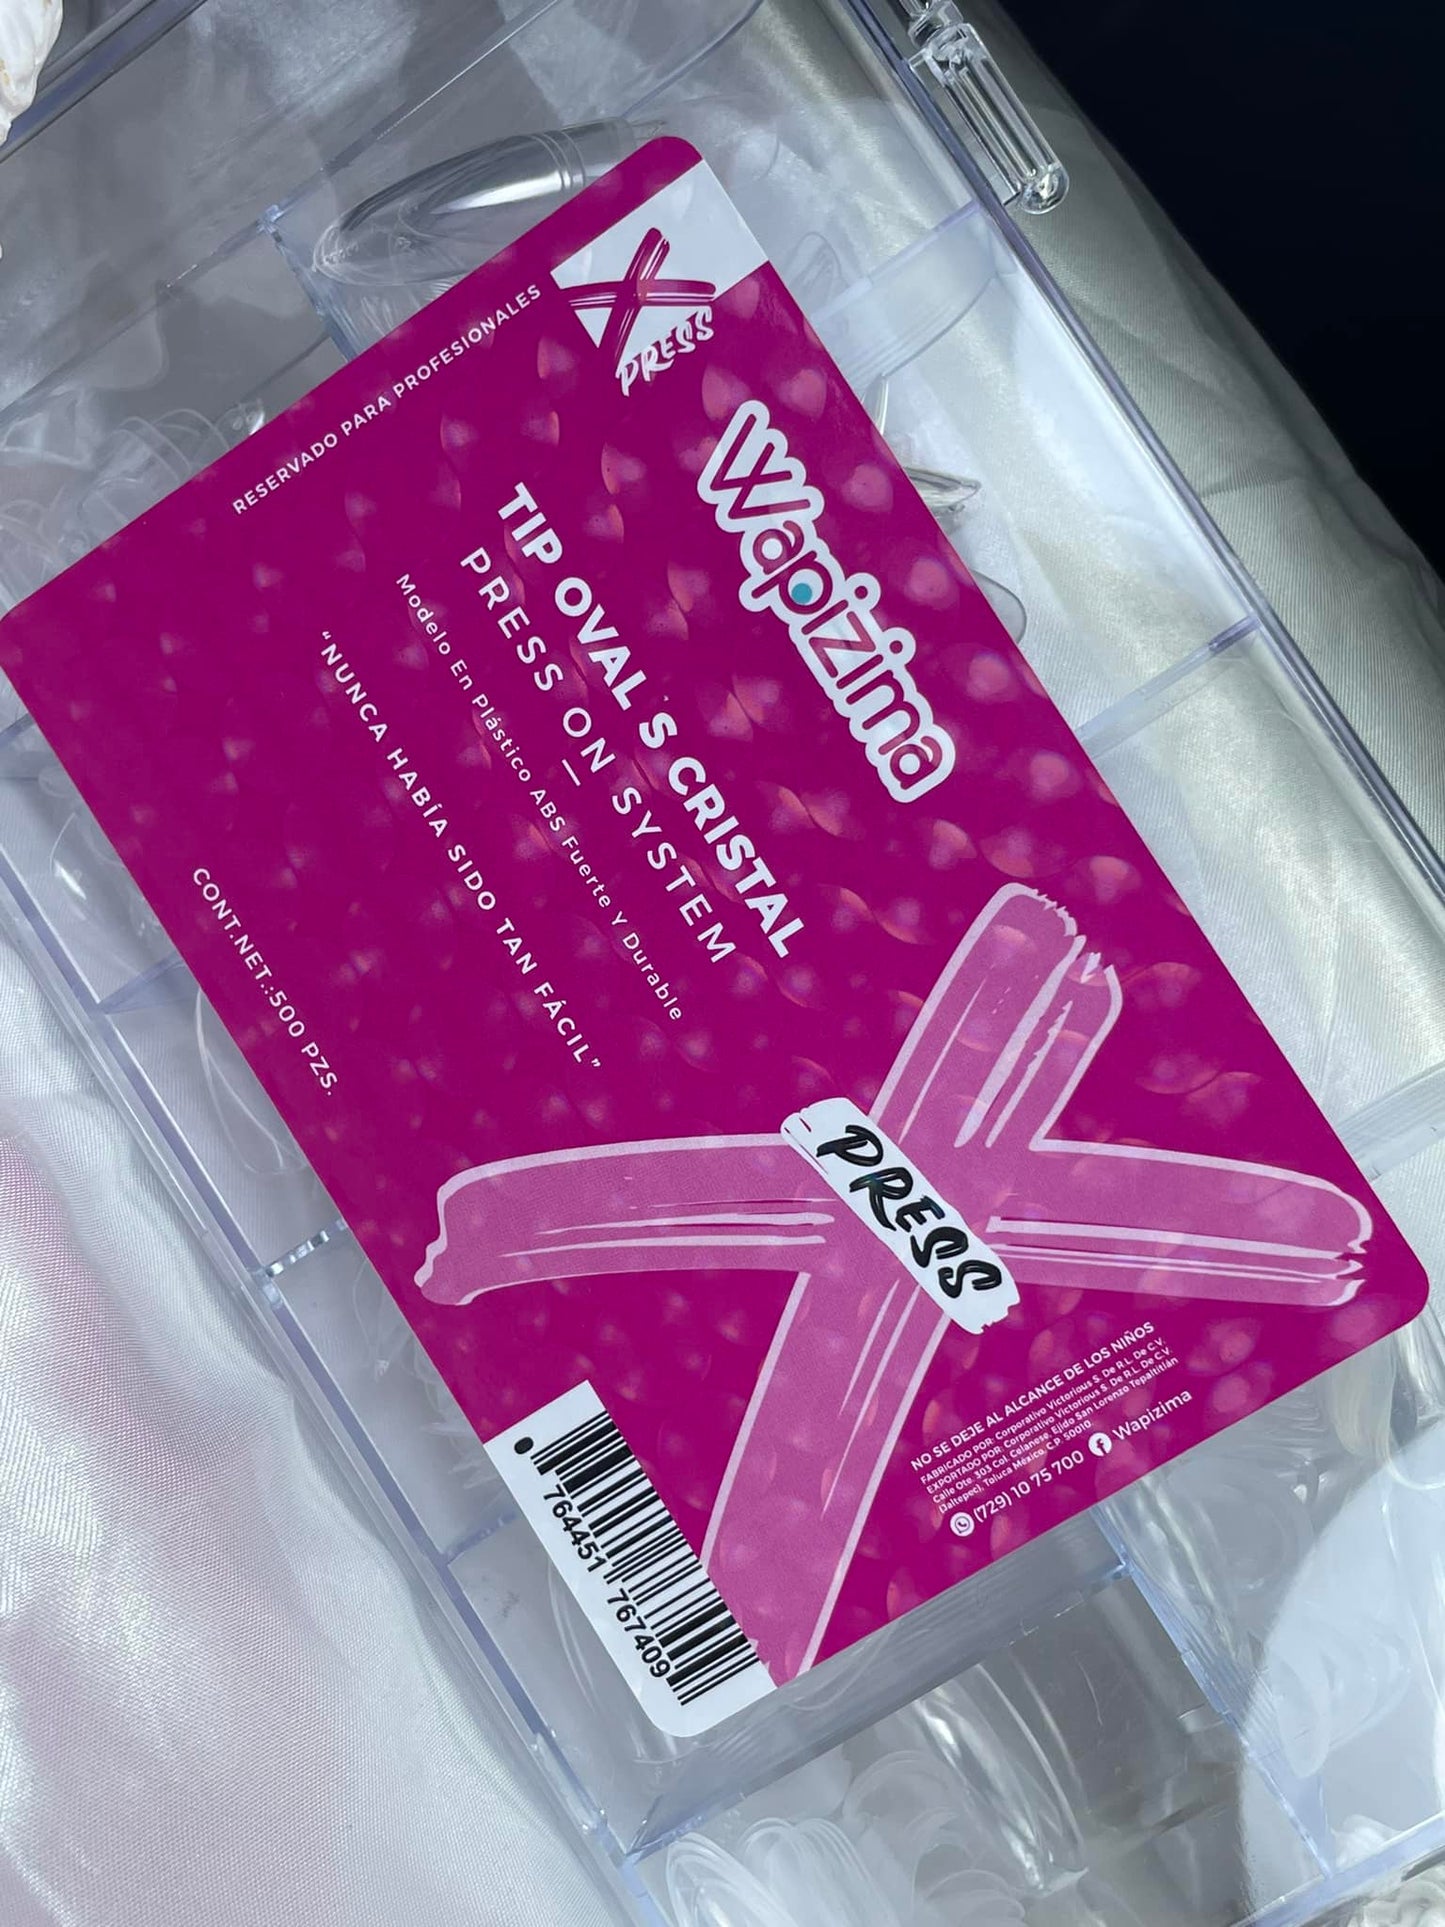 RESERVADO PARA PROFESIONALES
X
PRESS
Wapizima
TIP OVAL´S CRISTAL
PRESS_ON SYSTEM
Modelo En Plástico ABS Fuerte Y Durable
“NUNCA HABÍA SIDO TAN FÁCIL”
CONT.NET.:500 PZS.
X
PRESS
NO SE DEJE AL ALCANCE DE LOS NIÑOS
FABRICADO POR: Corporativo Victorious S. De R.L. De C.V.
EXPORTADO POR: Corporativo Victorious S. De R.L. De C.V.
Calle Ote. 303 Col. Celanese, Ejido San Lorenzo Tepaltitlán
(Jaltepec), Toluca México, C.P. 50010
(729) 10 75 700 Wapizima
764451 767409